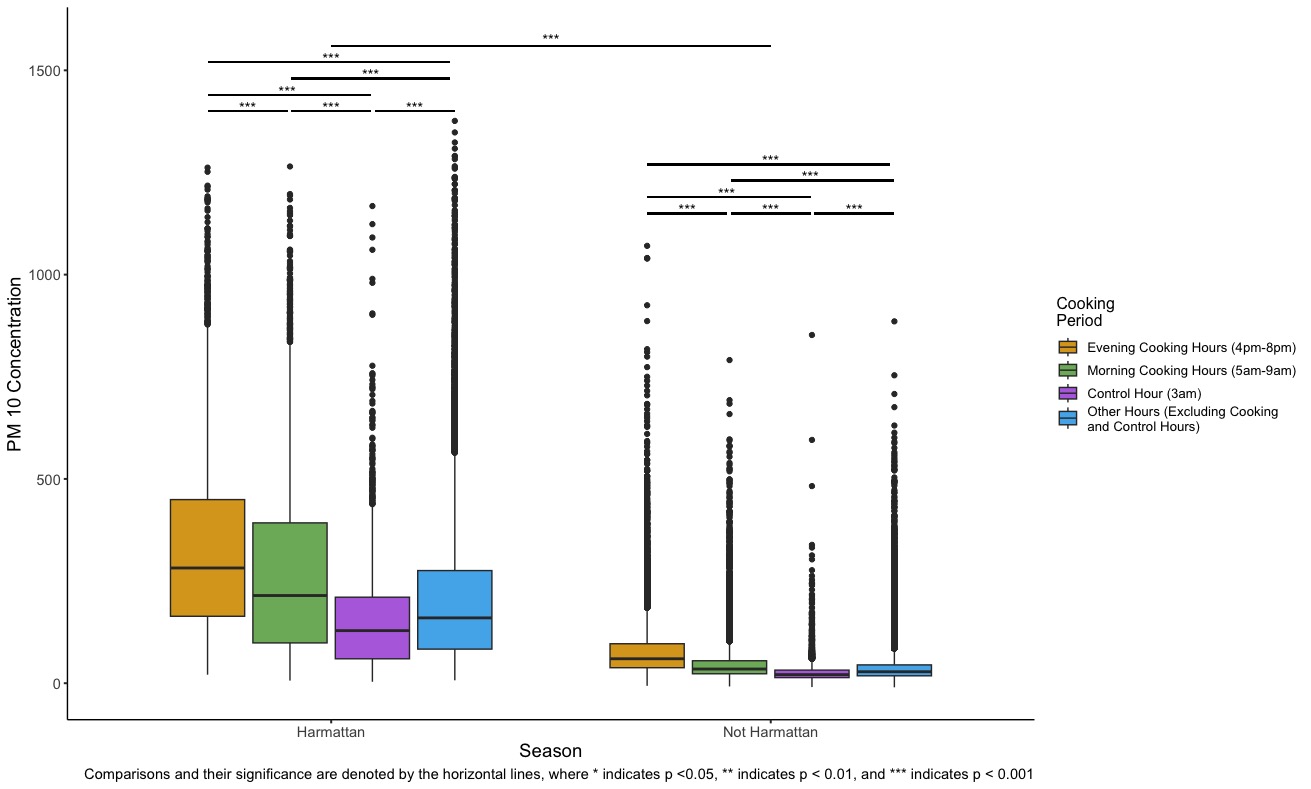 ***
***
***
***
*** *** ***
***
***
***
*** *** ***
1500
1000
500
0
PM 10 Concentration
Harmattan
Not Harmattan
Season
Comparisons and their significance are denoted by the horizontal lines, where * indicates p <0.05, ** indicates p < 0.01, and *** indicates p < 0.001
Cooking
Period
Evening Cooking Hours (4pm-8pm)
Morning Cooking Hours (5am-9am)
Control Hour (3am)
Other Hours (Excluding Cooking
and Control Hours)